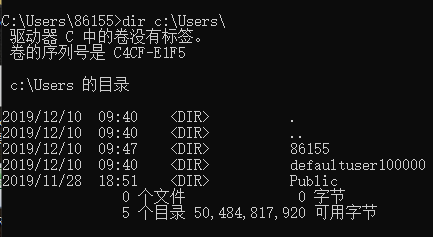 C:\Users\86155>dir c:\Users\
驱动器 C 中的卷没有标签。
卷的序列号是 C4CF-E1F5
c:\Users 的目录
2019/12/10  09:40    <DIR>          .
2019/12/10  09:40    <DIR>          ..
2019/12/10  09:47    <DIR>          86155
2019/12/10  09:40    <DIR>          defaultuser100000
2019/11/28  18:51    <DIR>          Public
0 个文件              0 字节
5 个目录 50,484,817,920 可用字节